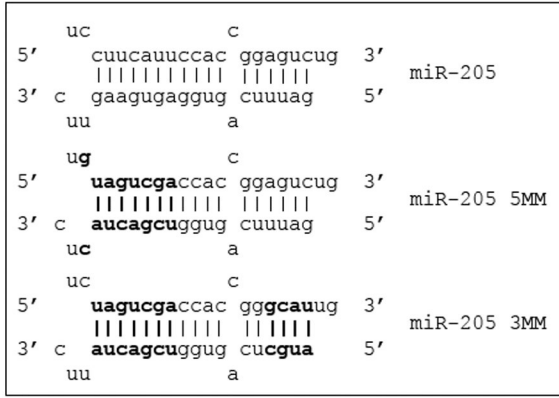 uc c
5' cuucauuccac ggagucug 3'
miR-205
3' c gaagugaggug cuuuag 5'
uu a
ug c
5' uagucgaccac ggagucug 3'
miR-205 5MM
3' c aucagcuggug cuuuag 5'
uc a
uc c
5' uagucgaccac gggcauug 3'
miR-205 3MM
3' c aucagcuggug cucgua 5'
uu a